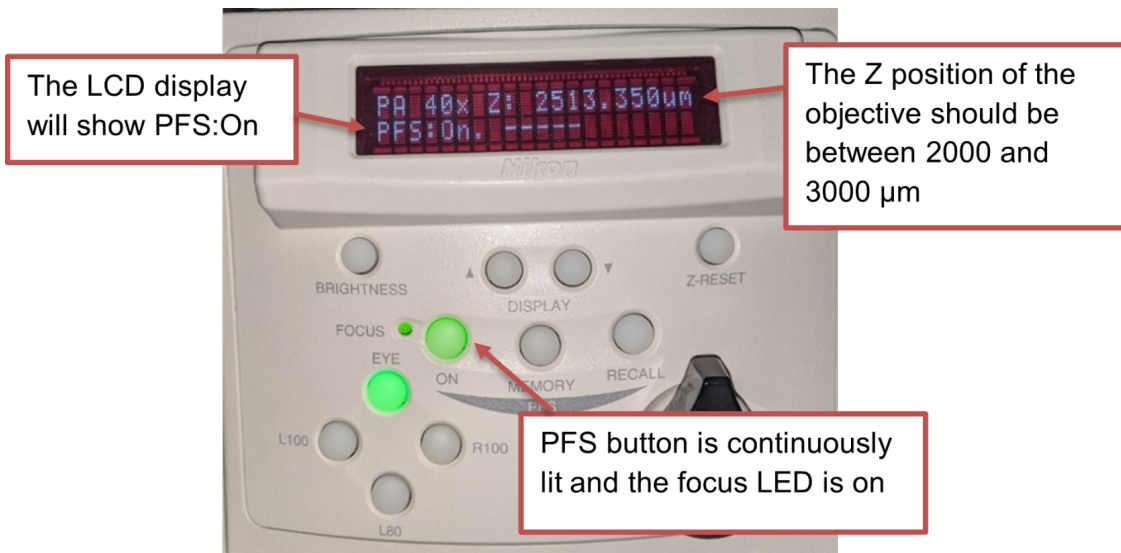 The LCD display
will show PFS:On
PA 40x Z: 2513.350um
PFS:On. -----
The Z position of the
objective should be
between 2000 and
3000 µm
Nikon
BRIGHTNESS
▲ DISPLAY ▼
Z-RESET
FOCUS
EYE
ON
MEMORY
RECALL
PFS
L100
R100
L80
PFS button is continuously
lit and the focus LED is on